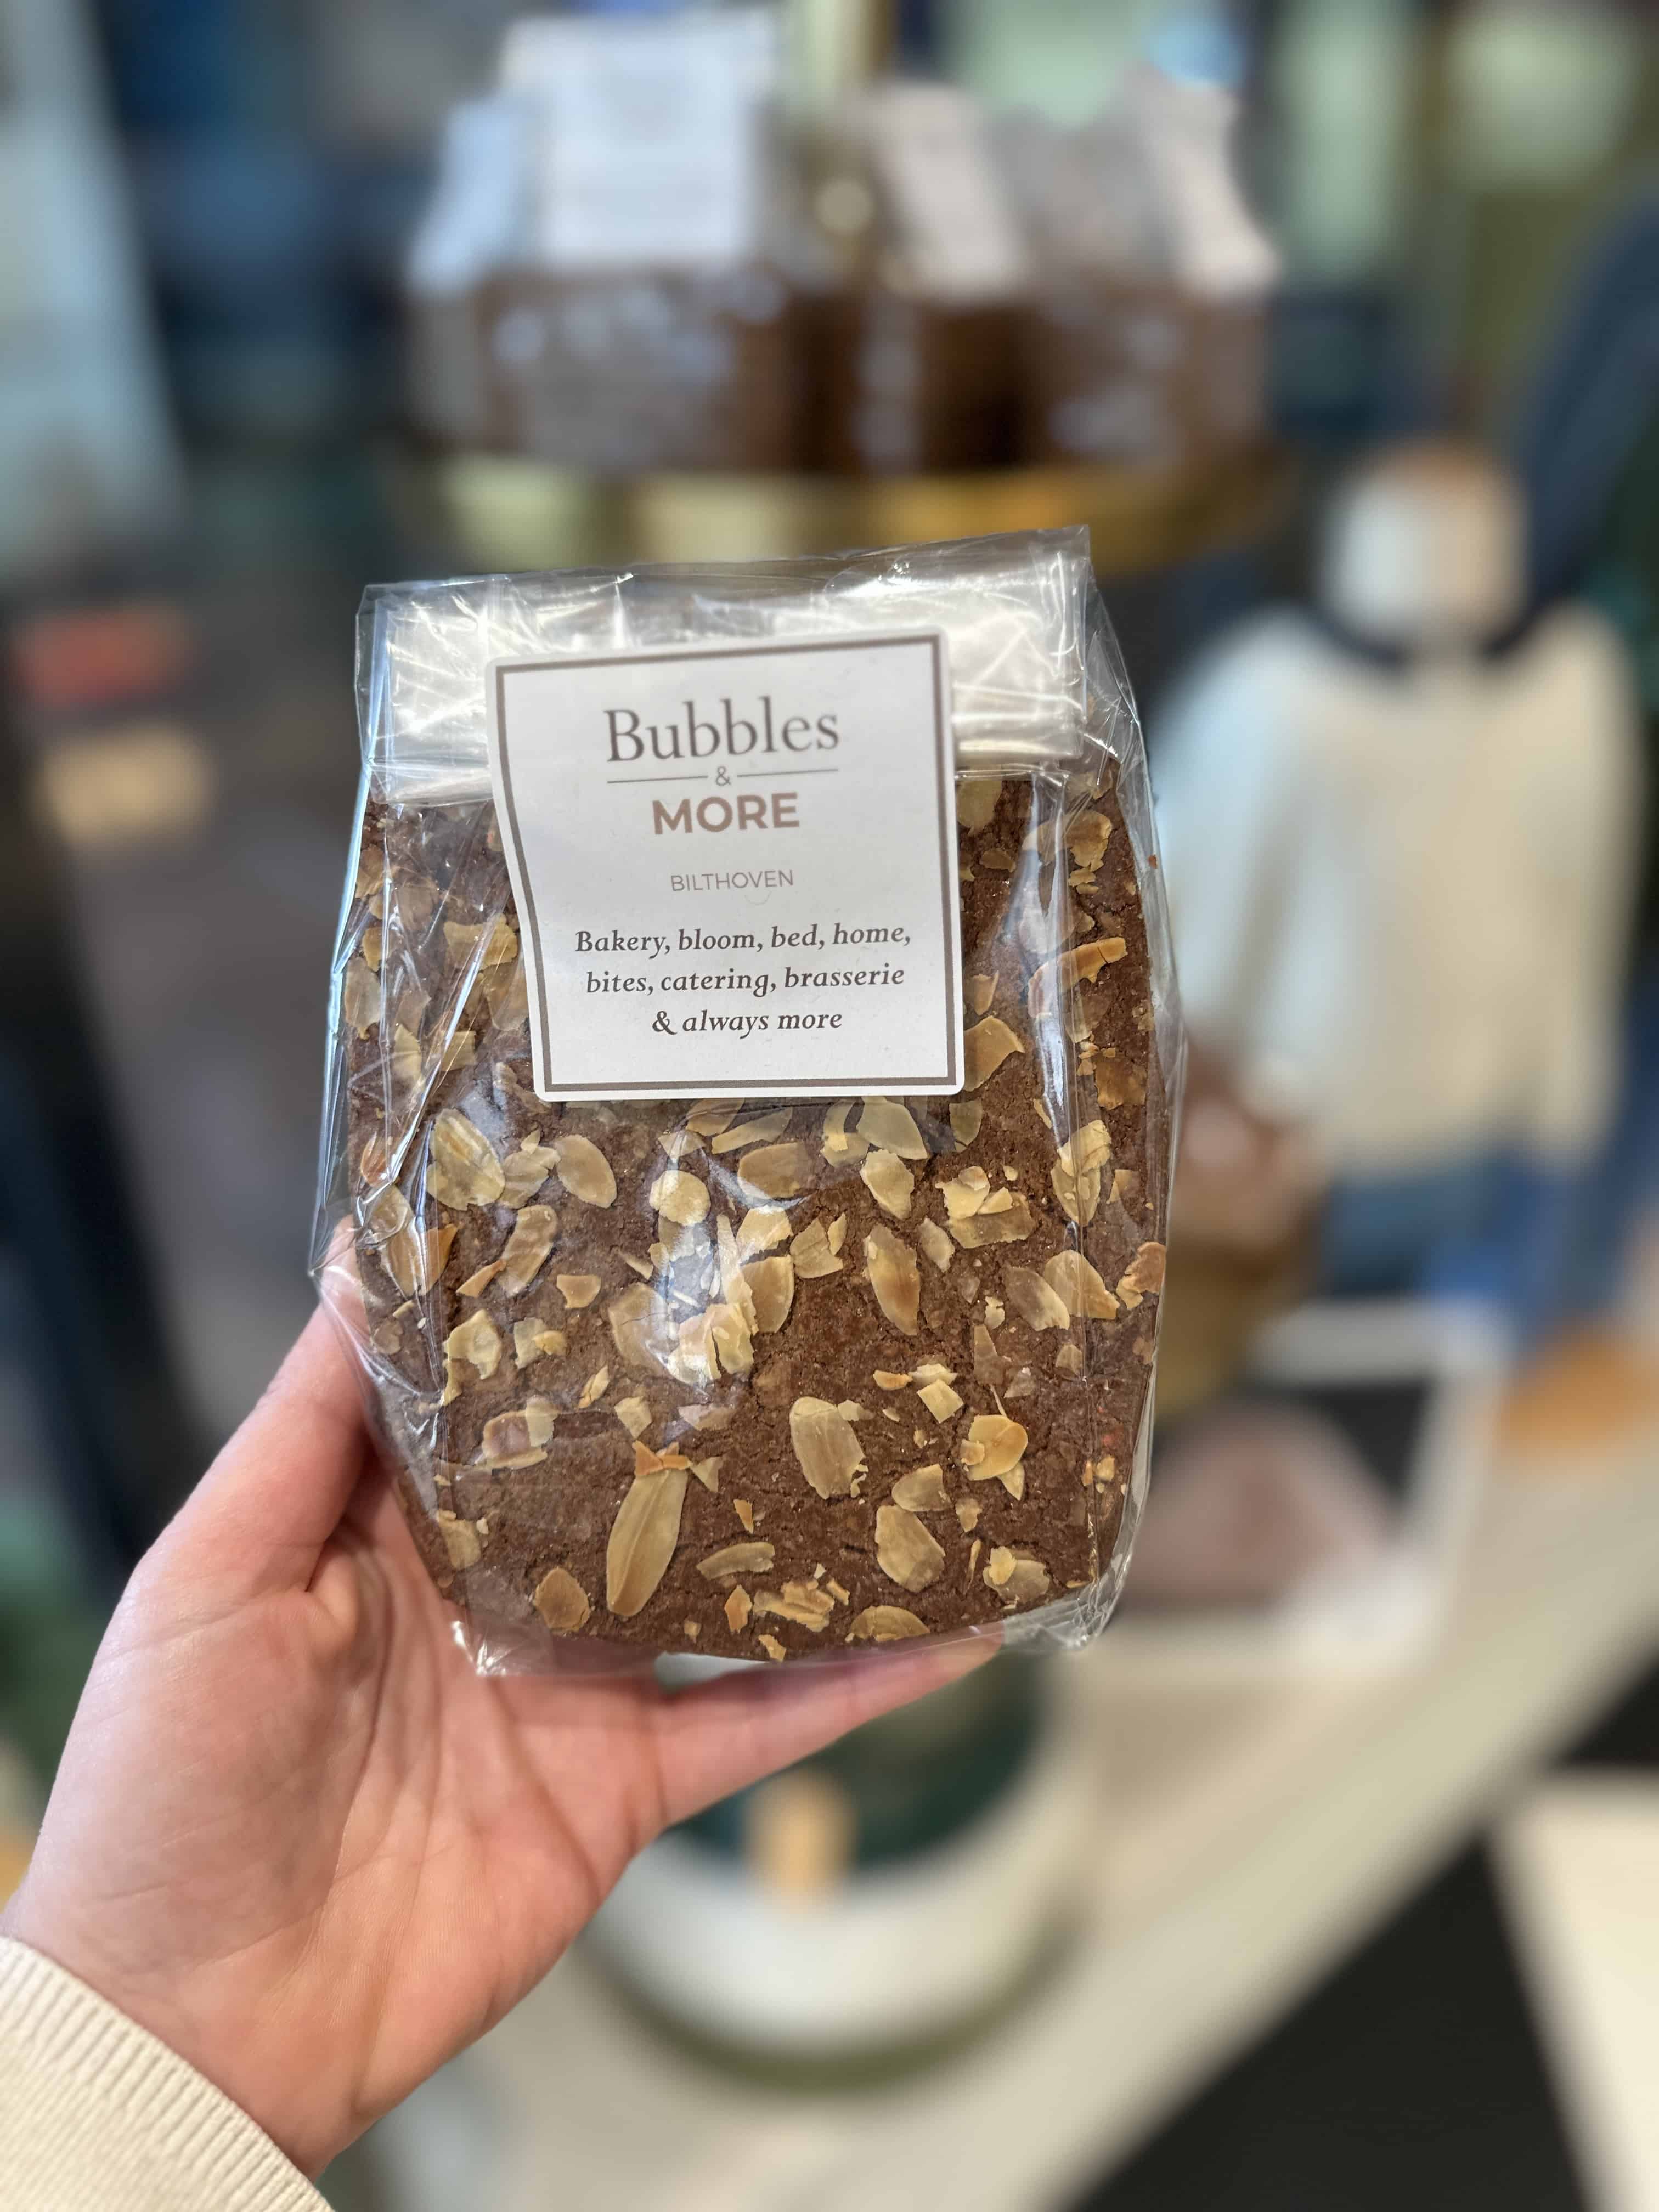 Bubbles
&
MORE
BILTHOVEN
Bakery, bloom, bed, home,
bites, catering, brasserie
& always more